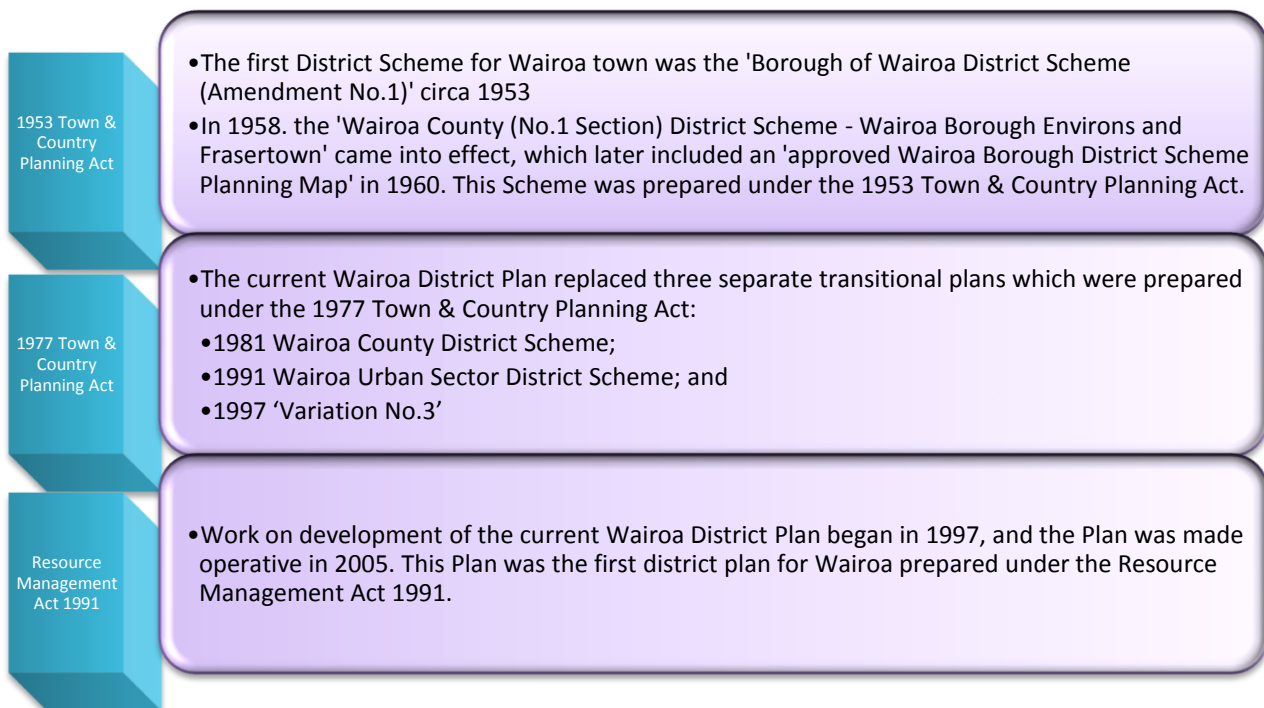 1953 Town &
Country
Planning Act
•The first District Scheme for Wairoa town was the 'Borough of Wairoa District Scheme
(Amendment No.1)' circa 1953
•In 1958. the 'Wairoa County (No.1 Section) District Scheme - Wairoa Borough Environs and
Frasertown' came into effect, which later included an 'approved Wairoa Borough District Scheme
Planning Map' in 1960. This Scheme was prepared under the 1953 Town & Country Planning Act.
1977 Town &
Country
Planning Act
•The current Wairoa District Plan replaced three separate transitional plans which were prepared
under the 1977 Town & Country Planning Act:
•1981 Wairoa County District Scheme;
•1991 Wairoa Urban Sector District Scheme; and
•1997 ‘Variation No.3’
Resource
Management
Act 1991
•Work on development of the current Wairoa District Plan began in 1997, and the Plan was made
operative in 2005. This Plan was the first district plan for Wairoa prepared under the Resource
Management Act 1991.